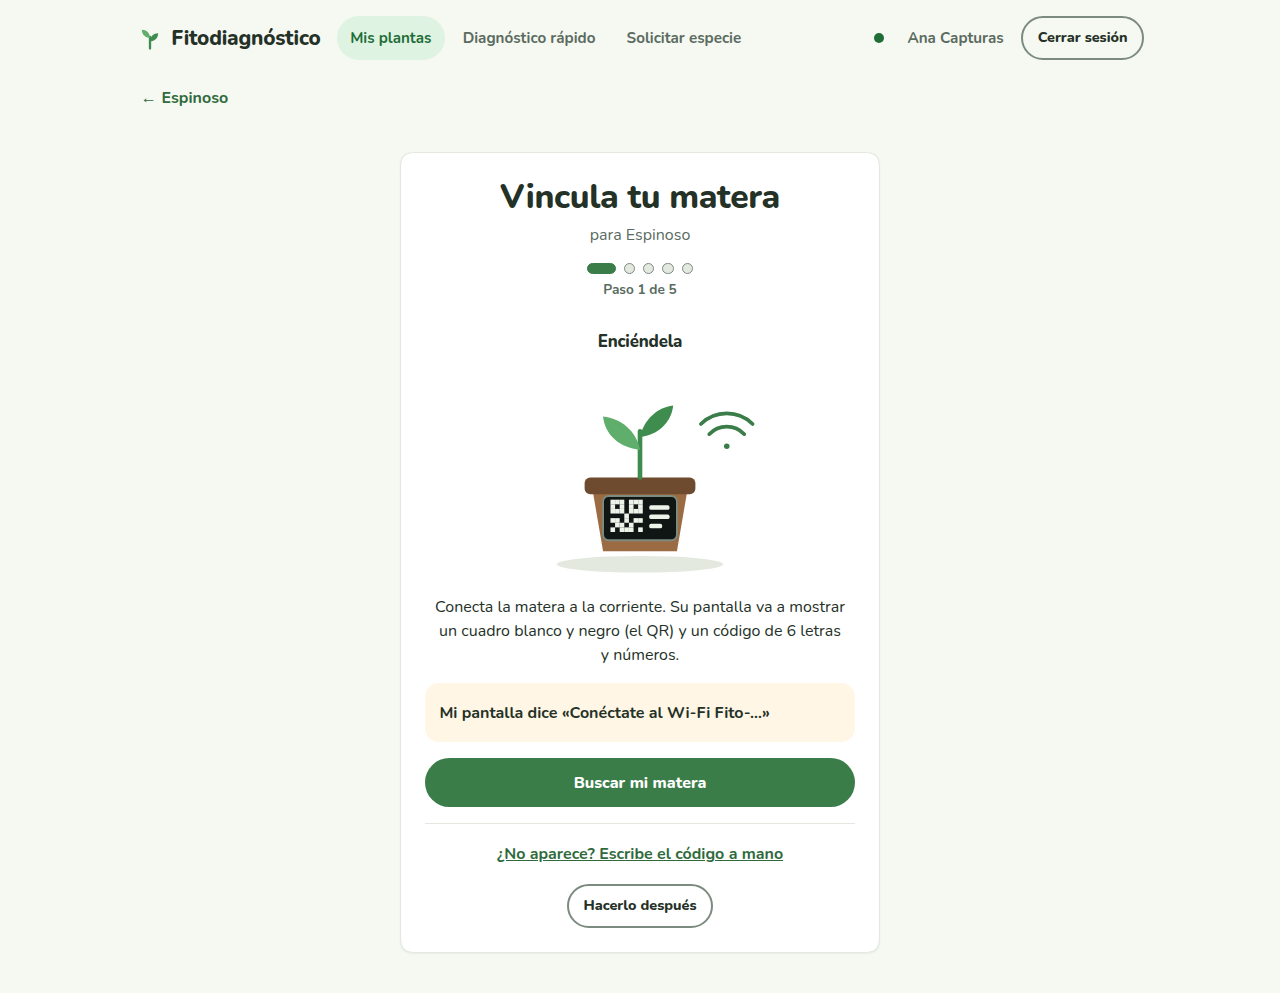 Fitodiagnóstico
Mis plantas
Diagnóstico rápido
Solicitar especie
Ana Capturas
Cerrar sesión
← Espinoso
Vincula tu matera
para Espinoso
Paso 1 de 5
Enciéndela
Conecta la matera a la corriente. Su pantalla va a mostrar
un cuadro blanco y negro (el QR) y un código de 6 letras
y números.
Mi pantalla dice «Conéctate al Wi-Fi Fito-...»
Buscar mi matera
¿No aparece? Escribe el código a mano
Hacerlo después